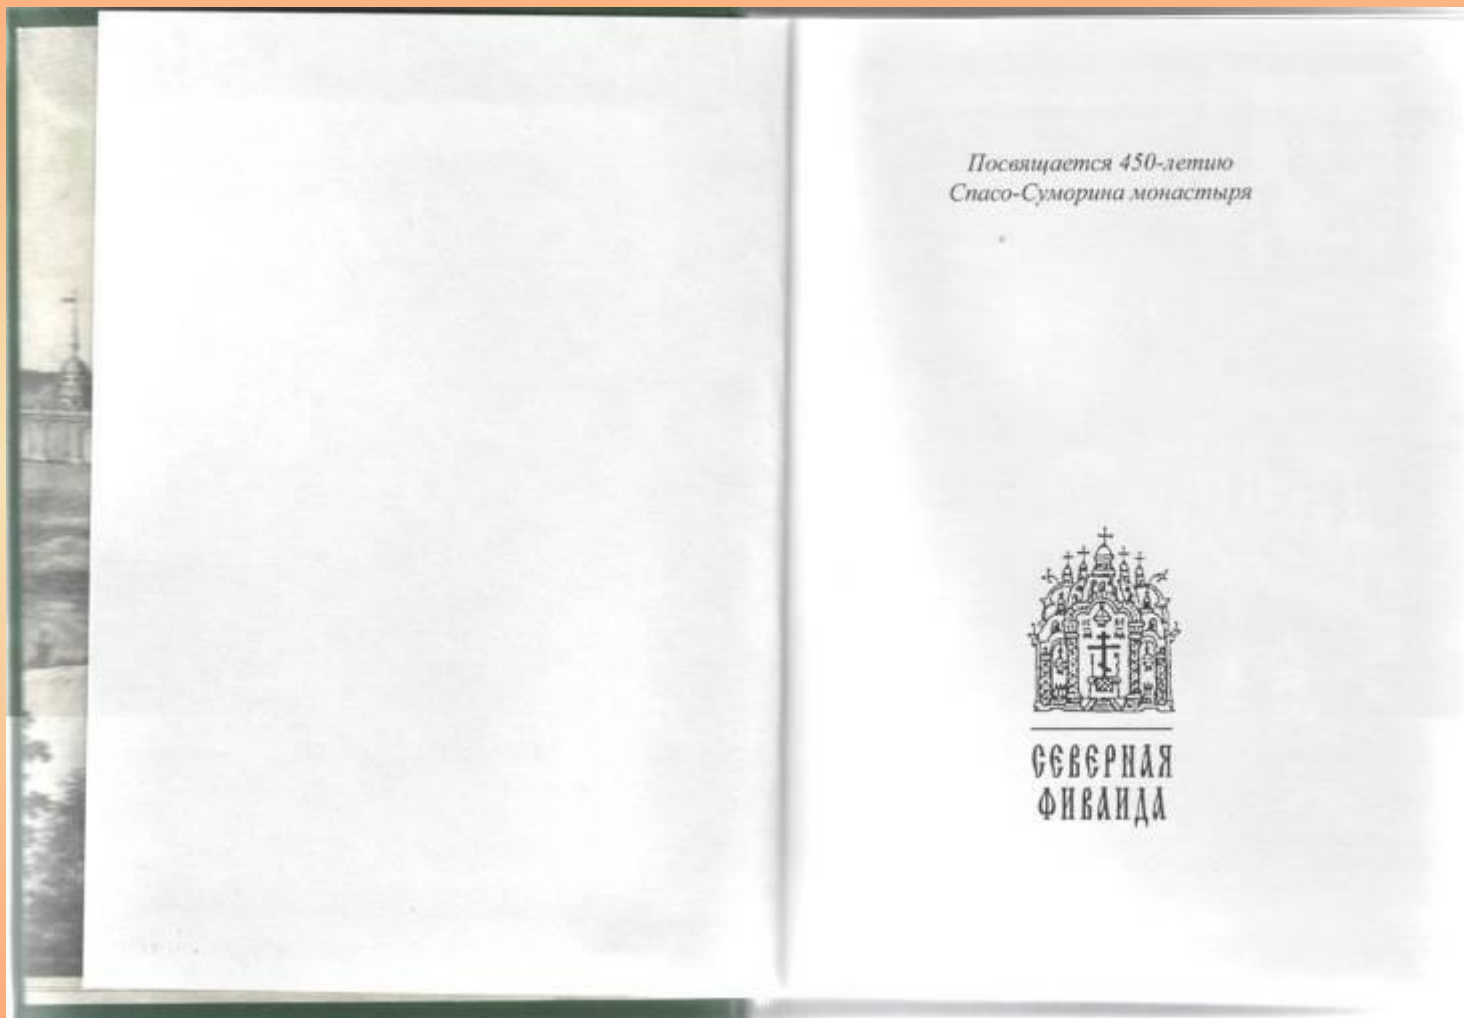 Посвящается 450-летию
Спасо-Суморина монастыря
СЕВЕРНАЯ
ФИВАИДА